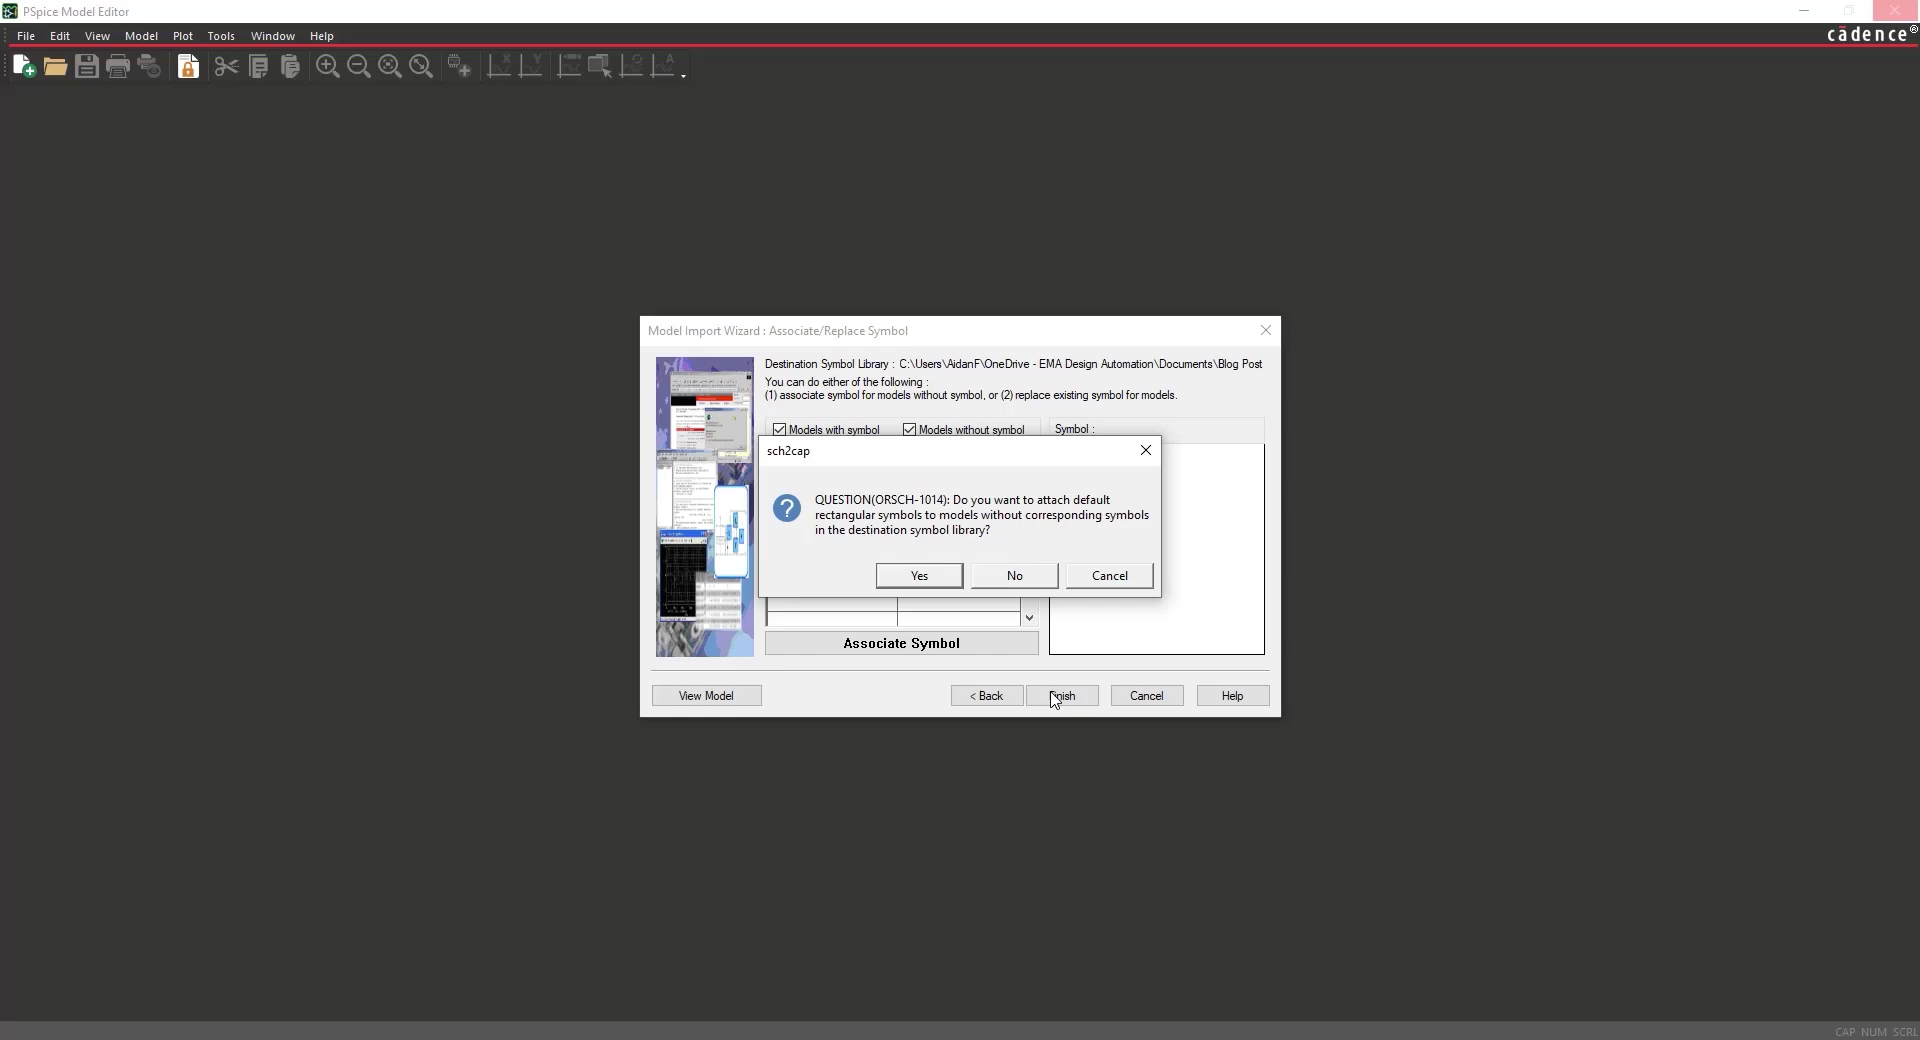 PSpice Model Editor
File Edit View Model Plot Tools Window Help
cādence®
Model Import Wizard : Associate/Replace Symbol
Destination Symbol Library : C:\Users\AidanF\OneDrive - EMA Design Automation\Documents\Blog Post
You can do either of the following :
(1) associate symbol for models without symbol, or (2) replace existing symbol for models.
Models with symbol Models without symbol Symbol :
sch2cap
QUESTION(ORSCH-1014): Do you want to attach default
rectangular symbols to models without corresponding symbols
in the destination symbol library?
Yes No Cancel
Associate Symbol
View Model < Back Finish Cancel Help
CAP NUM SCRL